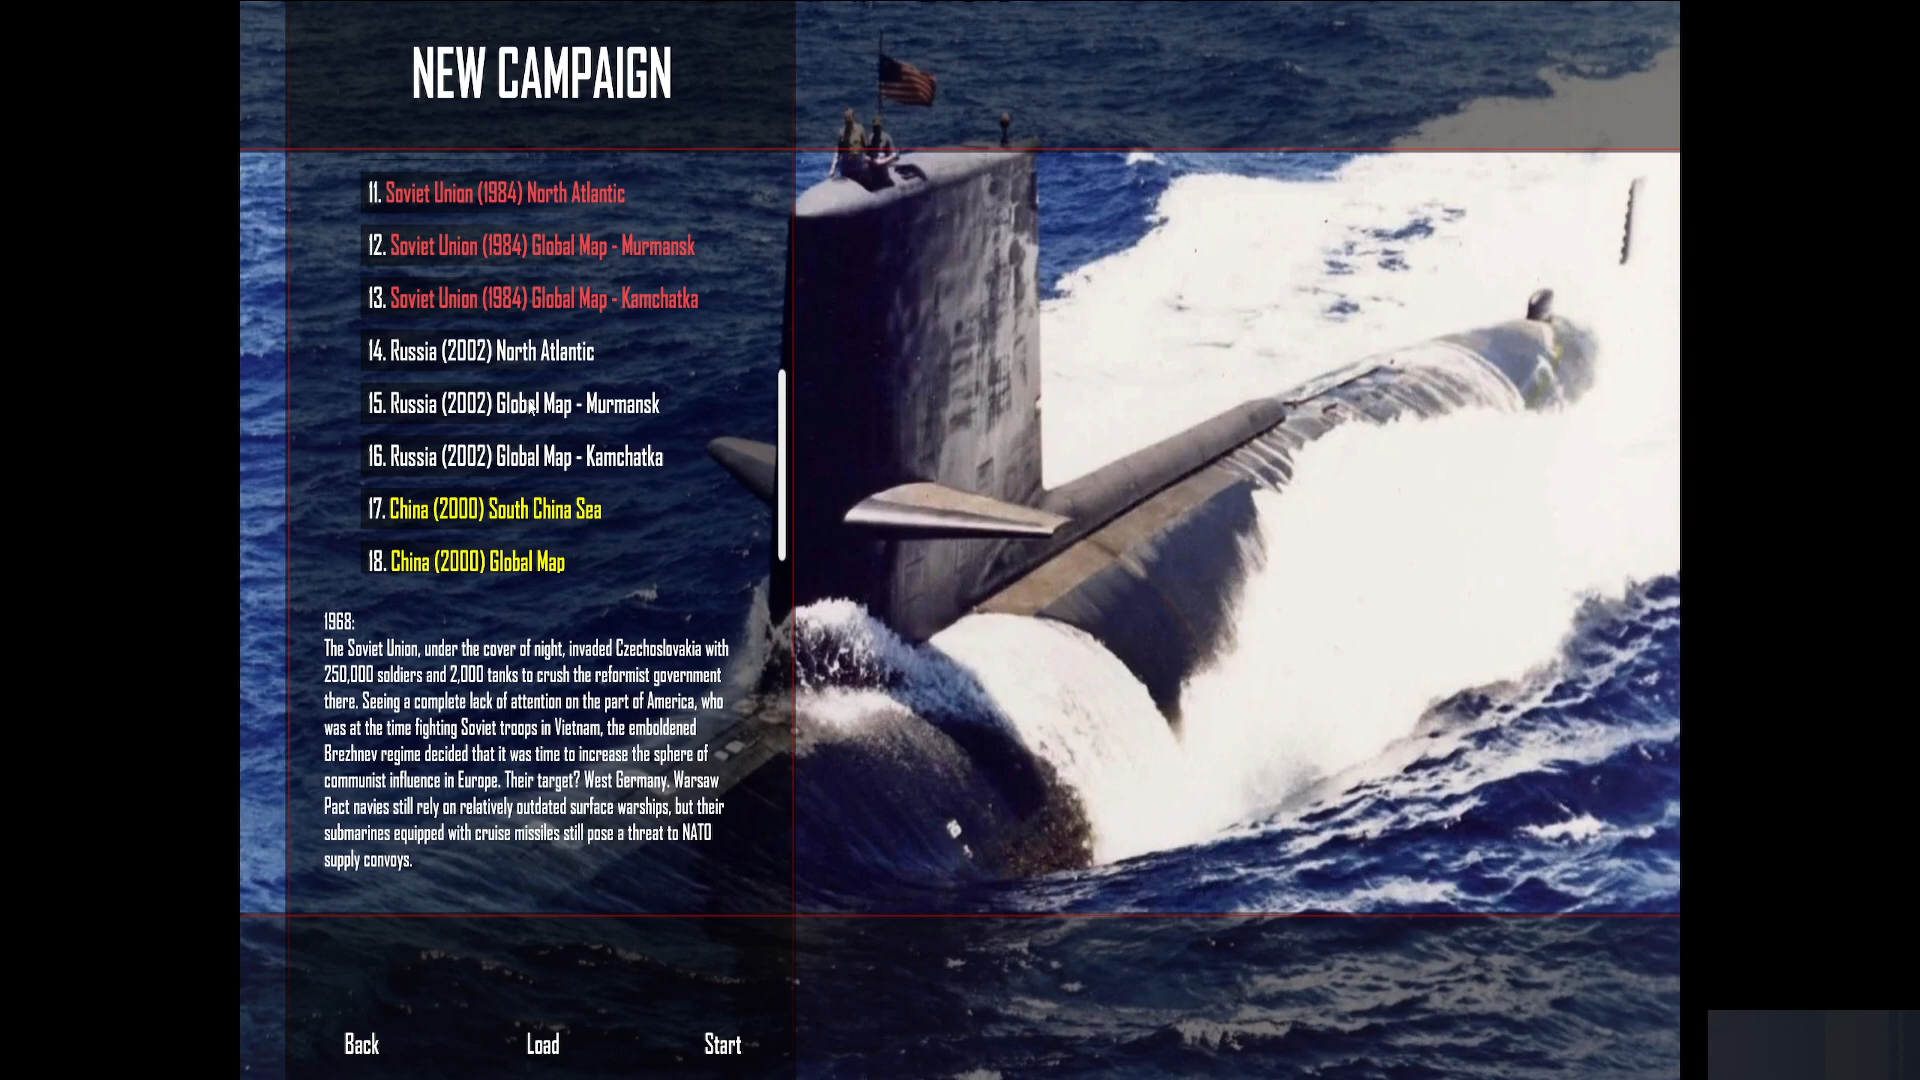 NEW CAMPAIGN
11. Soviet Union (1984) North Atlantic
12. Soviet Union (1984) Global Map - Murmansk
13. Soviet Union (1984) Global Map - Kamchatka
14. Russia (2002) North Atlantic
15. Russia (2002) Global Map - Murmansk
16. Russia (2002) Global Map - Kamchatka
17. China (2000) South China Sea
18. China (2000) Global Map
1968:
The Soviet Union, under the cover of night, invaded Czechoslovakia with
250,000 soldiers and 2,000 tanks to crush the reformist government
there. Seeing a complete lack of attention on the part of America, who
was at the time fighting Soviet troops in Vietnam, the emboldened
Brezhnev regime decided that it was time to increase the sphere of
communist influence in Europe. Their target? West Germany. Warsaw
Pact navies still rely on relatively outdated surface warships, but their
submarines equipped with cruise missiles still pose a threat to NATO
supply convoys.
Back
Load
Start